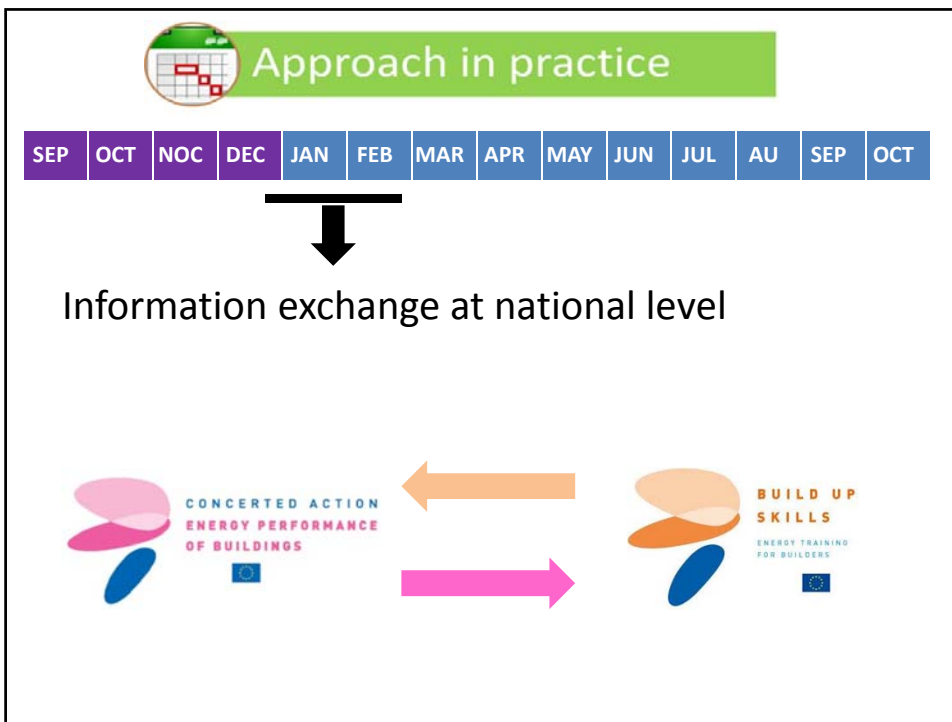 Approach in practice
SEP OCT NOC DEC JAN FEB MAR APR MAY JUN JUL AU SEP OCT
Information exchange at national level
CONCERTED ACTION
ENERGY PERFORMANCE
OF BUILDINGS
BUILD UP
SKILLS
ENERGY TRAINING
FOR BUILDERS